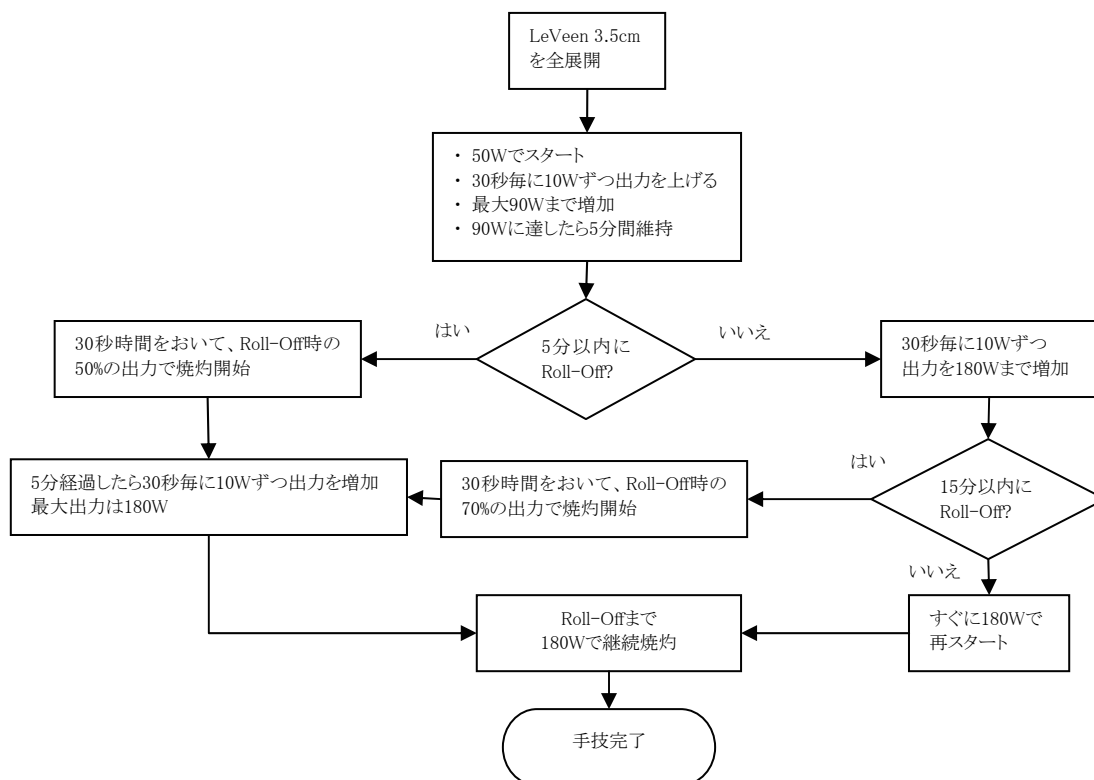 LeVeen 3.5cm
を全展開
・ 50Wでスタート
・ 30秒毎に10Wずつ出力を上げる
・ 最大90Wまで増加
・ 90Wに達したら5分間維持
はい
いいえ
5分以内に
Roll-Off?
30秒時間をおいて、Roll-Off時の
50%の出力で焼灼開始
30秒毎に10Wずつ
出力を180Wまで増加
はい
15分以内に
Roll-Off?
いいえ
30秒時間をおいて、Roll-Off時の
70%の出力で焼灼開始
5分経過したら30秒毎に10Wずつ出力を増加
最大出力は180W
すぐに180Wで
再スタート
Roll-Offまで
180Wで継続焼灼
手技完了